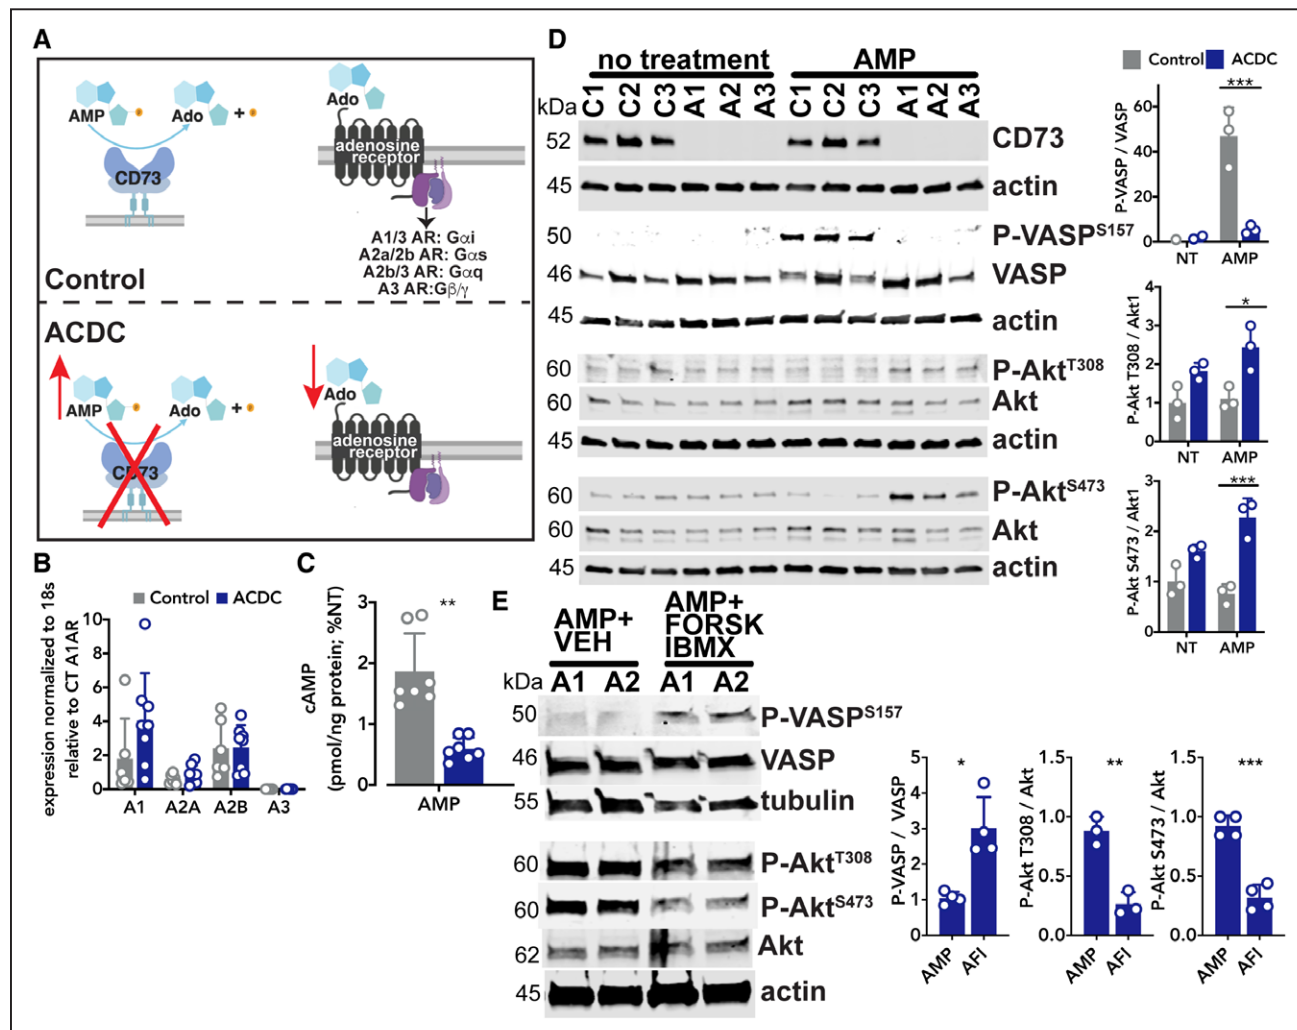 A
AMP
Ado
+
CD73
Ado
adenosine
receptor
A1/3 AR: Gαi
A2a/2b AR: Gαs
A2b/3 AR: Gαq
A3 AR:Gβ/γ
Control
ACDC
AMP
Ado
+
CD73
Ado
adenosine
receptor
B
Control ACDC
expression normalized to 18s
relative to CT A1AR
10
8
6
4
2
0
A1 A2A A2B A3
C
cAMP
(pmol/ng protein; %NT)
3
2
1
0
**
AMP
D
no treatment AMP
kDa C1 C2 C3 A1 A2 A3 C1 C2 C3 A1 A2 A3
52 CD73
45 actin
50 P-VASPS157
46 VASP
45 actin
60 P-AktT308
60 Akt
45 actin
60 P-AktS473
60 Akt
45 actin
Control ACDC
P-VASP / VASP
60
40
20
0
***
NT AMP
P-Akt T308 / Akt1
4
3
2
1
0
*
NT AMP
P-Akt S473 / Akt1
3
2
1
0
***
NT AMP
E
AMP+
VEH
AMP+
FORSK
IBMX
kDa A1 A2 A1 A2
50 P-VASPS157
46 VASP
55 tubulin
60 P-AktT308
60 P-AktS473
62 Akt
45 actin
P-VASP / VASP
5
4
3
2
1
0
*
AMP AFI
P-Akt T308 / Akt
1.5
1.0
0.5
0.0
**
AMP AFI
P-Akt S473 / Akt
1.5
1.0
0.5
0.0
***
AMP AFI